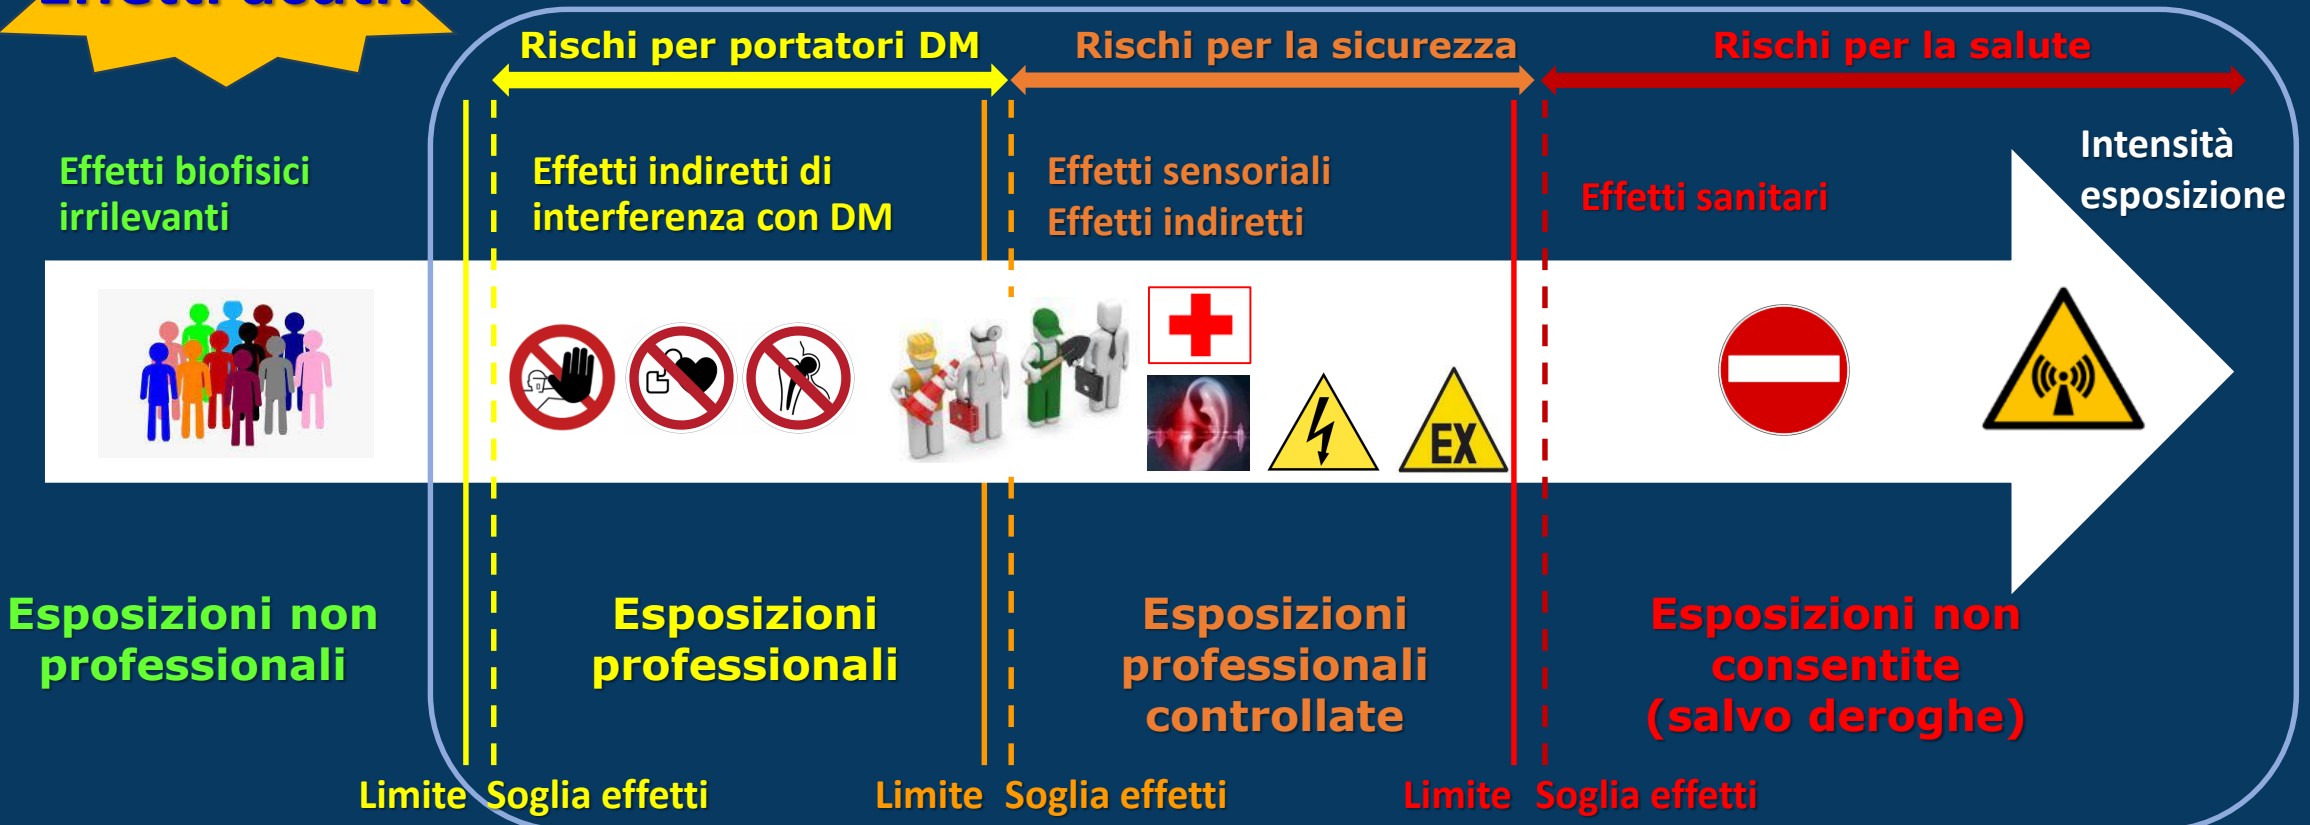 Rischi per portatori DM
Rischi per la sicurezza
Rischi per la salute
Effetti biofisici
irrilevanti
Effetti indiretti di
interferenza con DM
Effetti sensoriali
Effetti indiretti
Effetti sanitari
Intensità
esposizione
EX
Esposizioni non
professionali
Esposizioni
professionali
Esposizioni
professionali
controllate
Esposizioni non
consentite
(salvo deroghe)
Limite
Soglia effetti
Limite
Soglia effetti
Limite
Soglia effetti